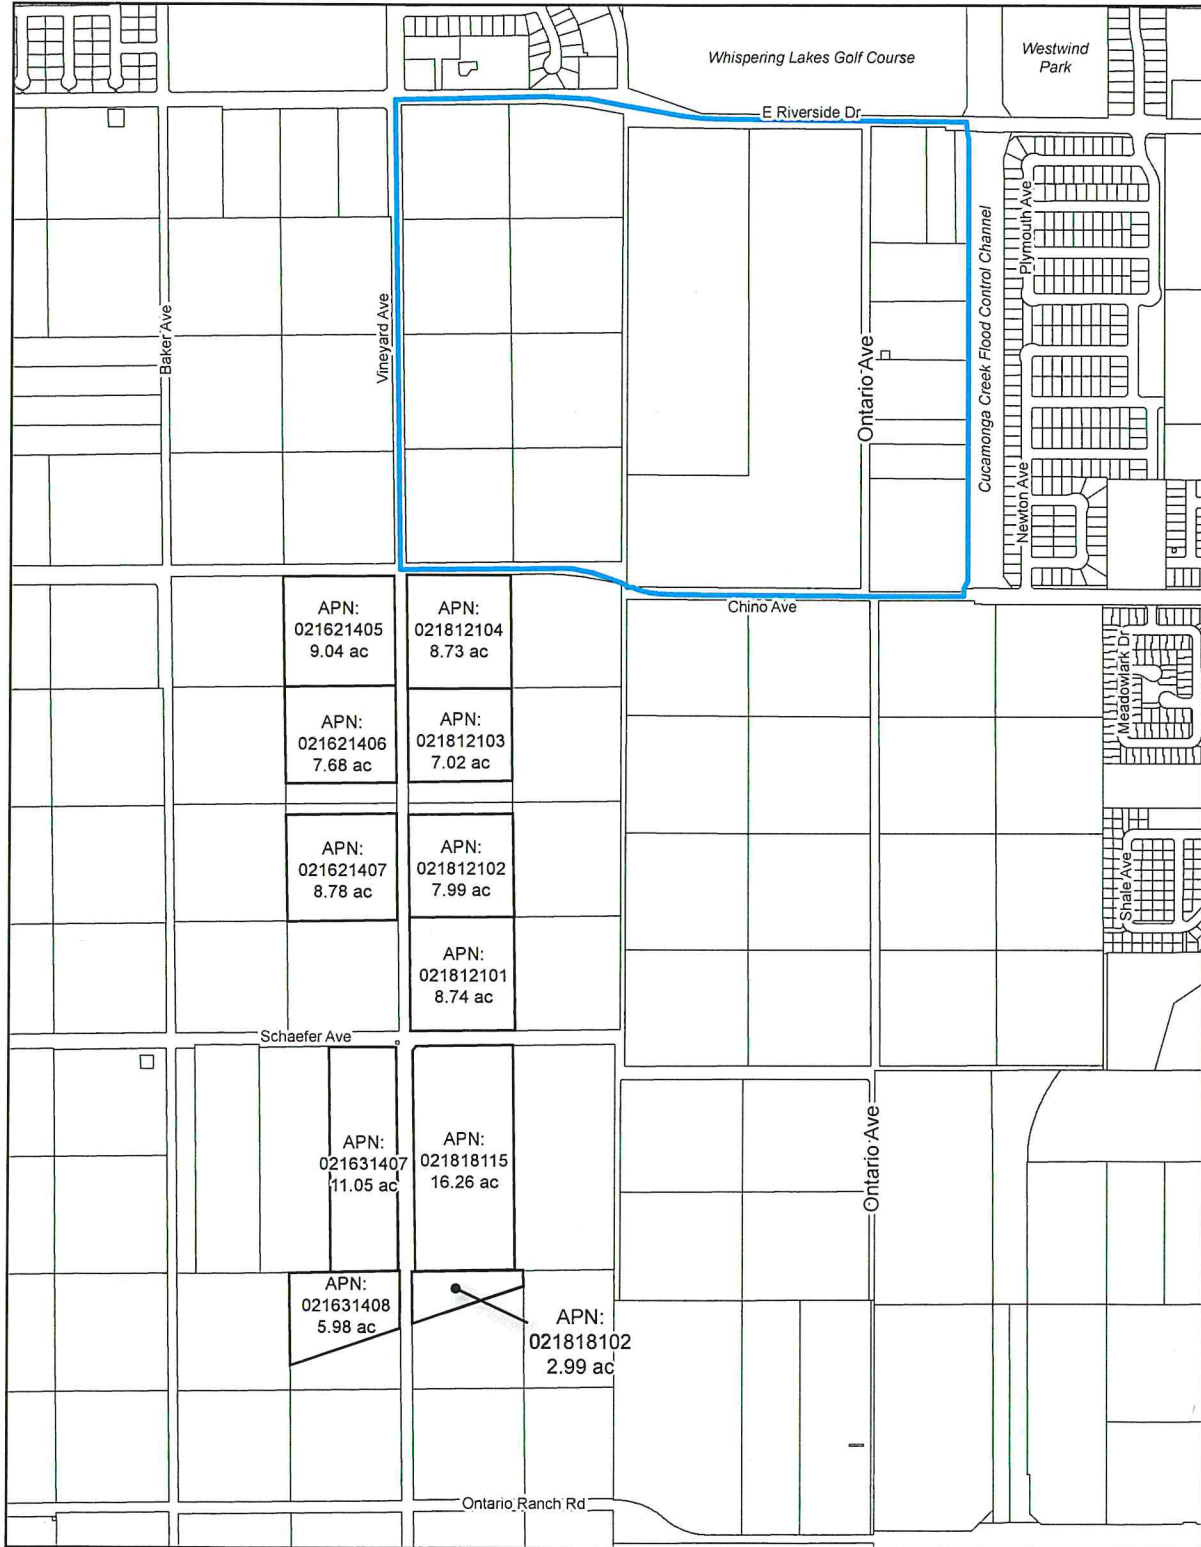 Whispering Lakes Golf Course
Westwind
Park
E Riverside Dr
Baker Ave
Vineyard Ave
Ontario Ave
Cucamonga Creek Flood Control Channel
Plymouth Ave
Newton Ave
Chino Ave
APN:
021621405
9.04 ac
APN:
021812104
8.73 ac
Meadowlark Dr
APN:
021621406
7.68 ac
APN:
021812103
7.02 ac
APN:
021621407
8.78 ac
APN:
021812102
7.99 ac
Shale Ave
APN:
021812101
8.74 ac
Schaefer Ave
APN:
021631407
11.05 ac
APN:
021818115
16.26 ac
Ontario Ave
APN:
021631408
5.98 ac
APN:
021818102
2.99 ac
Ontario Ranch Rd